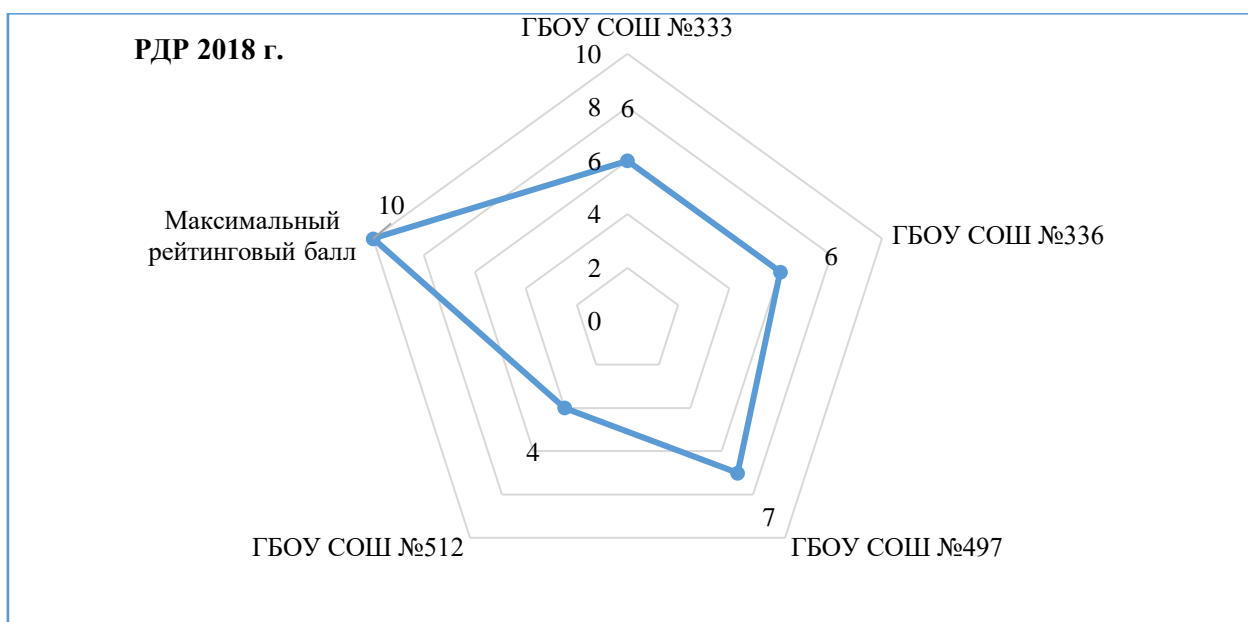 РДР 2018 г.
ГБОУ СОШ №333
10
8
6
6
4
2
0
10
Максимальный
рейтинговый балл
ГБОУ СОШ №336
6
4
7
ГБОУ СОШ №512
ГБОУ СОШ №497